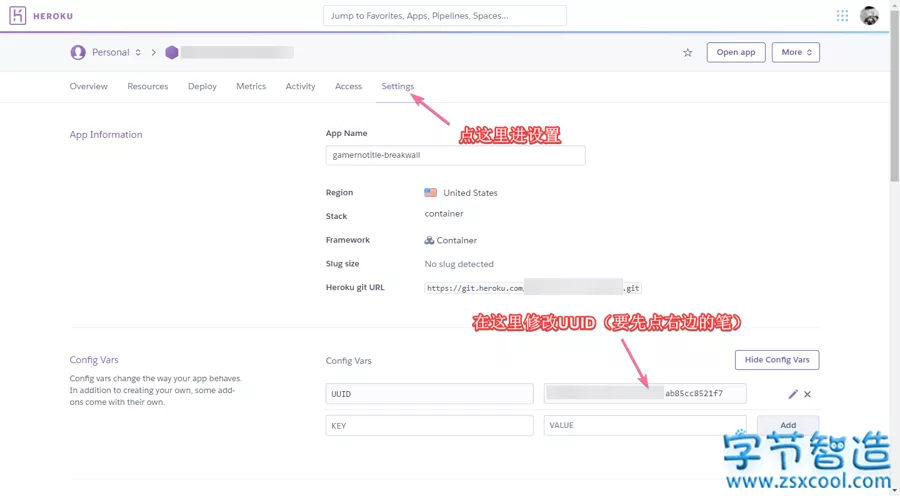 HEROKU
Jump to Favorites, Apps, Pipelines, Spaces...
Personal
Open app
More
Overview
Resources
Deploy
Metrics
Activity
Access
Settings
点这里进设置
App Information
App Name
gamernotitle-breakwall
Region
United States
Stack
container
Framework
Container
Slug size
No slug detected
Heroku git URL
https://git.heroku.com
.git
在这里修改UUID（要先点右边的笔）
Config Vars
Config vars change the way your app behaves.
In addition to creating your own, some add-
ons come with their own.
Config Vars
Hide Config Vars
UUID
ab85cc8521f7
KEY
VALUE
Add
字节智造
www.zsxcool.com